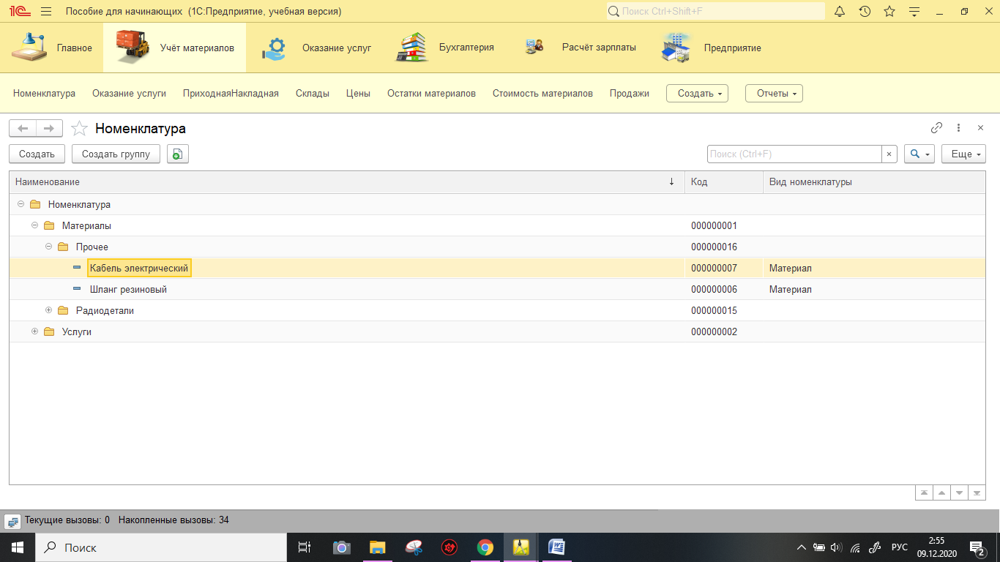 1С Пособие для начинающих (1С:Предприятие, учебная версия) Поиск Ctrl+Shift+F
Главное Учёт материалов Оказание услуг Бухгалтерия Расчёт зарплаты Предприятие
Номенклатура Оказание услуги ПриходнаяНакладная Склады Цены Остатки материалов Стоимость материалов Продажи Создать Отчеты
Номенклатура
Создать Создать группу Поиск (Ctrl+F) Еще
Наименование Код Вид номенклатуры
Номенклатура
Материалы 000000001
Прочее 000000016
Кабель электрический 000000007 Материал
Шланг резиновый 000000006 Материал
Радиодетали 000000015
Услуги 000000002
Текущие вызовы: 0 Накопленные вызовы: 34
Поиск РУС 2:55
09.12.2020 2